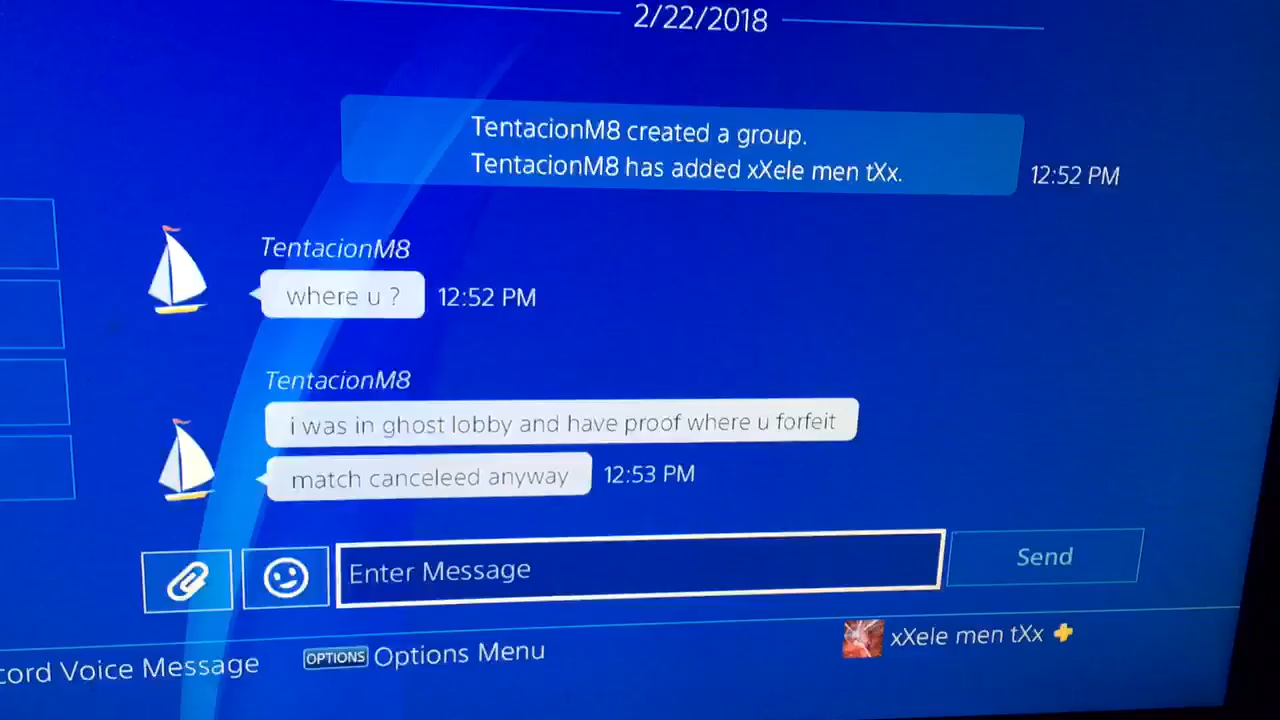 2/22/2018
TentacionM8 created a group.
TentacionM8 has added xXele men tXx.
12:52 PM
TentacionM8
where u ?
12:52 PM
TentacionM8
i was in ghost lobby and have proof where u forfeit
match canceleed anyway
12:53 PM
Enter Message
Send
cord Voice Message
OPTIONS Options Menu
xXele men tXx